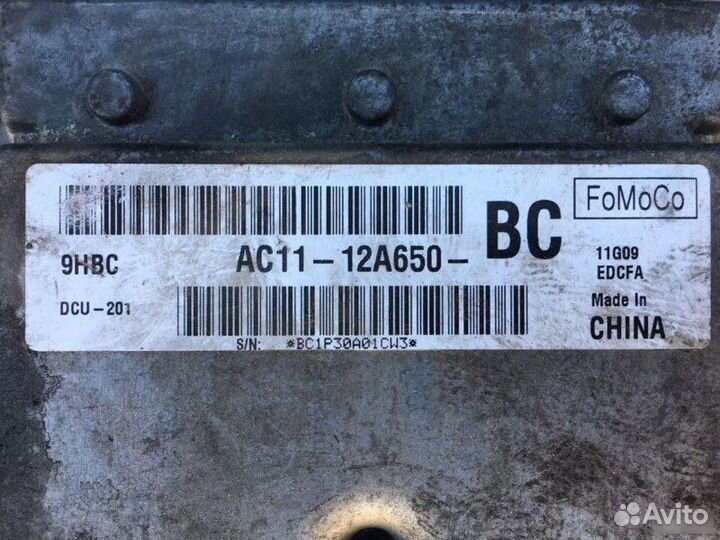 FoMoCo
9HBC
AC11-12A650-
BC
11G09
EDCFA
DCU-201
Made In
CHINA
S/N: *BC1P30A01CW3*
Avito